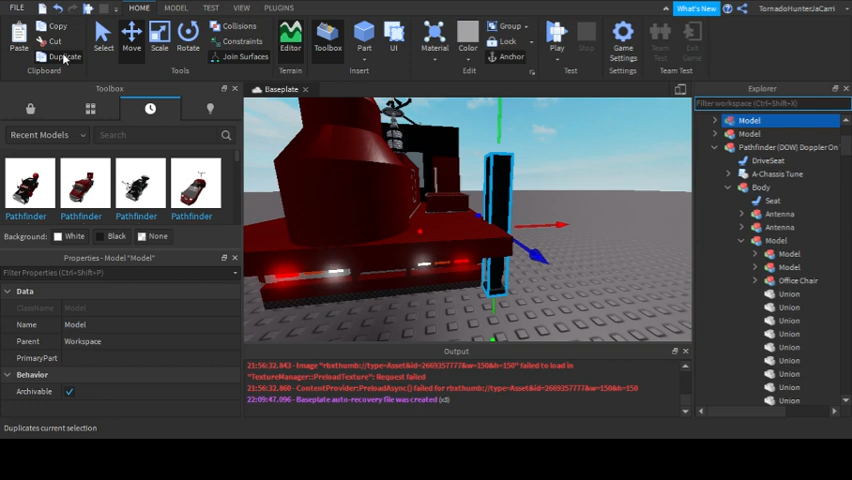 FILE
HOME
MODEL
TEST
VIEW
PLUGINS
What's New
TornadoHunterJaCarri
Paste
Copy
Cut
Duplicate
Clipboard
Select
Move
Scale
Rotate
Collisions
Constraints
Join Surfaces
Tools
Editor
Terrain
Toolbox
Part
UI
Insert
Material
Color
Group
Lock
Anchor
Edit
Play
Test
Game
Settings
Settings
Team
Test
Exit
Game
Team Test
Toolbox
Recent Models
Search
Pathfinder
Pathfinder
Pathfinder
Pathfinder
Background:
White
Black
None
Properties - Model "Model"
Filter Properties (Ctrl+Shift+P)
Data
ClassName
Model
Name
Model
Parent
Workspace
PrimaryPart
Behavior
Archivable
Baseplate
Output
21:56:32.843 - Image "rbxthumb://type=Asset&id=2669357777&w=150&h=150" failed to load in
"TextureManager::PreloadTexture": Request failed
21:56:32.860 - ContentProvider:PreloadAsync() failed for rbxthumb://type=Asset&id=2669357777&w=150&h=150
22:09:47.096 - Baseplate auto-recovery file was created (x3)
Explorer
Filter workspace (Ctrl+Shift+X)
Model
Model
Pathfinder (DOW) Doppler On
DriveSeat
A-Chassis Tune
Body
Seat
Antenna
Antenna
Model
Model
Model
Office Chair
Union
Union
Union
Union
Union
Union
Union
Union
Union
Duplicates current selection